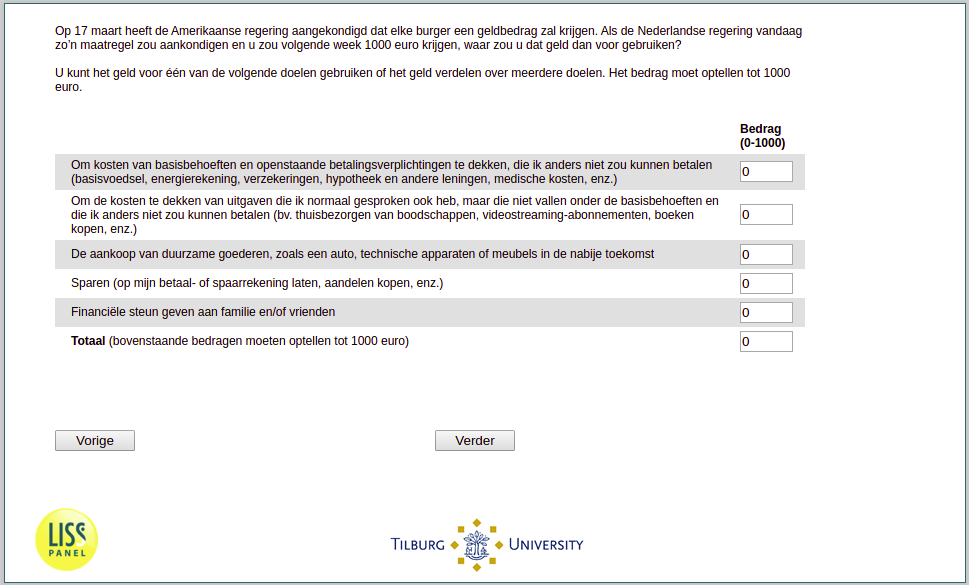 Op 17 maart heeft de Amerikaanse regering aangekondigd dat elke burger een geldbedrag zal krijgen. Als de Nederlandse regering vandaag
zo'n maatregel zou aankondigen en u zou volgende week 1000 euro krijgen, waar zou u dat geld dan voor gebruiken?
U kunt het geld voor één van de volgende doelen gebruiken of het geld verdelen over meerdere doelen. Het bedrag moet optellen tot 1000
euro.
Bedrag
(0-1000)
Om kosten van basisbehoeften en openstaande betalingsverplichtingen te dekken, die ik anders niet zou kunnen betalen
(basisvoedsel, energierekening, verzekeringen, hypotheek en andere leningen, medische kosten, enz.)
0
Om de kosten te dekken van uitgaven die ik normaal gesproken ook heb, maar die niet vallen onder de basisbehoeften en
die ik anders niet zou kunnen betalen (bv. thuisbezorgen van boodschappen, videostreaming-abonnementen, boeken
kopen, enz.)
0
De aankoop van duurzame goederen, zoals een auto, technische apparaten of meubels in de nabije toekomst
0
Sparen (op mijn betaal- of spaarrekening laten, aandelen kopen, enz.)
0
Financiële steun geven aan familie en/of vrienden
0
Totaal (bovenstaande bedragen moeten optellen tot 1000 euro)
0
Vorige
Verder
LISS
PANEL
TILBURG UNIVERSITY